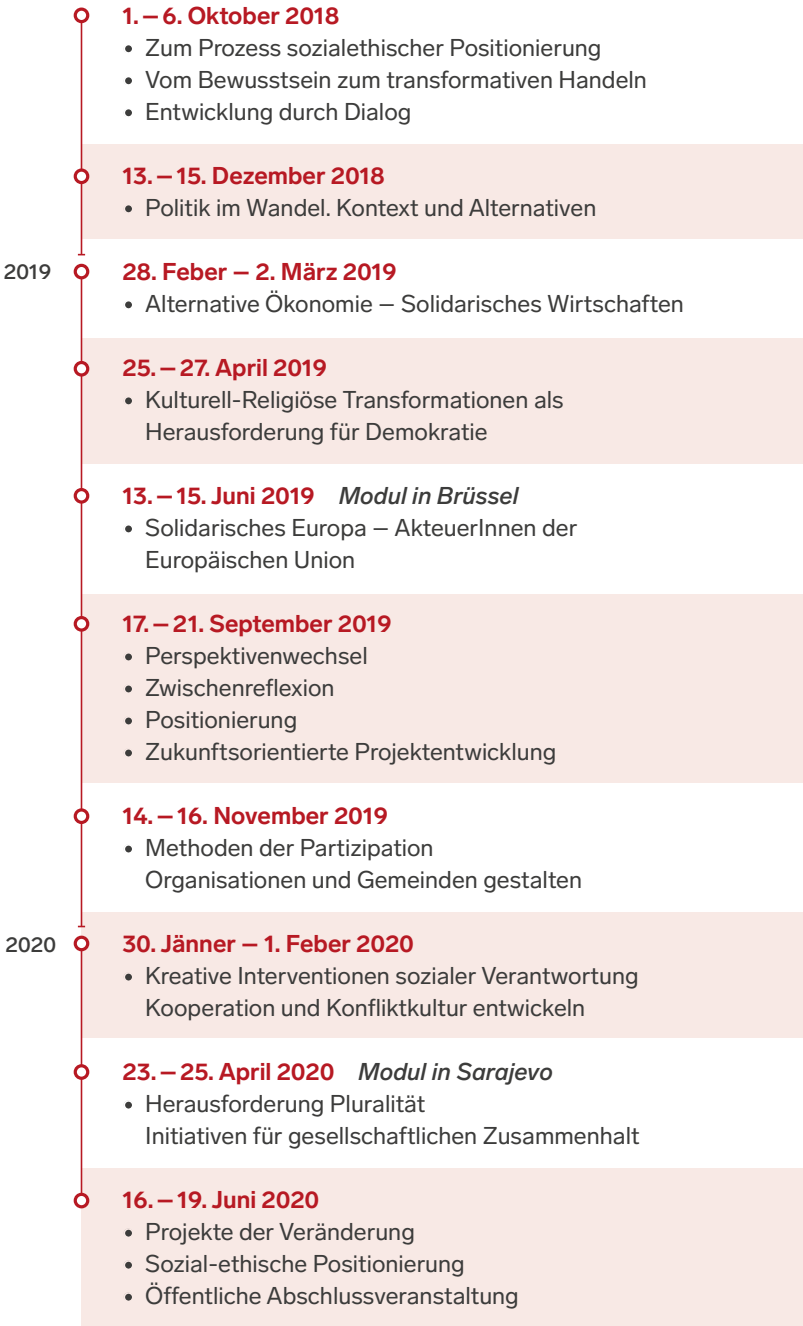 1. – 6. Oktober 2018
• Zum Prozess sozialethischer Positionierung
• Vom Bewusstsein zum transformativen Handeln
• Entwicklung durch Dialog
13. – 15. Dezember 2018
• Politik im Wandel. Kontext und Alternativen
2019
28. Feber – 2. März 2019
• Alternative Ökonomie – Solidarisches Wirtschaften
25. – 27. April 2019
• Kulturell-Religiöse Transformationen als
Herausforderung für Demokratie
13. – 15. Juni 2019 Modul in Brüssel
• Solidarisches Europa – AkteuerInnen der
Europäischen Union
17. – 21. September 2019
• Perspektivenwechsel
• Zwischenreflexion
• Positionierung
• Zukunftsorientierte Projektentwicklung
14. – 16. November 2019
• Methoden der Partizipation
Organisationen und Gemeinden gestalten
2020
30. Jänner – 1. Feber 2020
• Kreative Interventionen sozialer Verantwortung
Kooperation und Konfliktkultur entwickeln
23. – 25. April 2020 Modul in Sarajevo
• Herausforderung Pluralität
Initiativen für gesellschaftlichen Zusammenhalt
16. – 19. Juni 2020
• Projekte der Veränderung
• Sozial-ethische Positionierung
• Öffentliche Abschlussveranstaltung